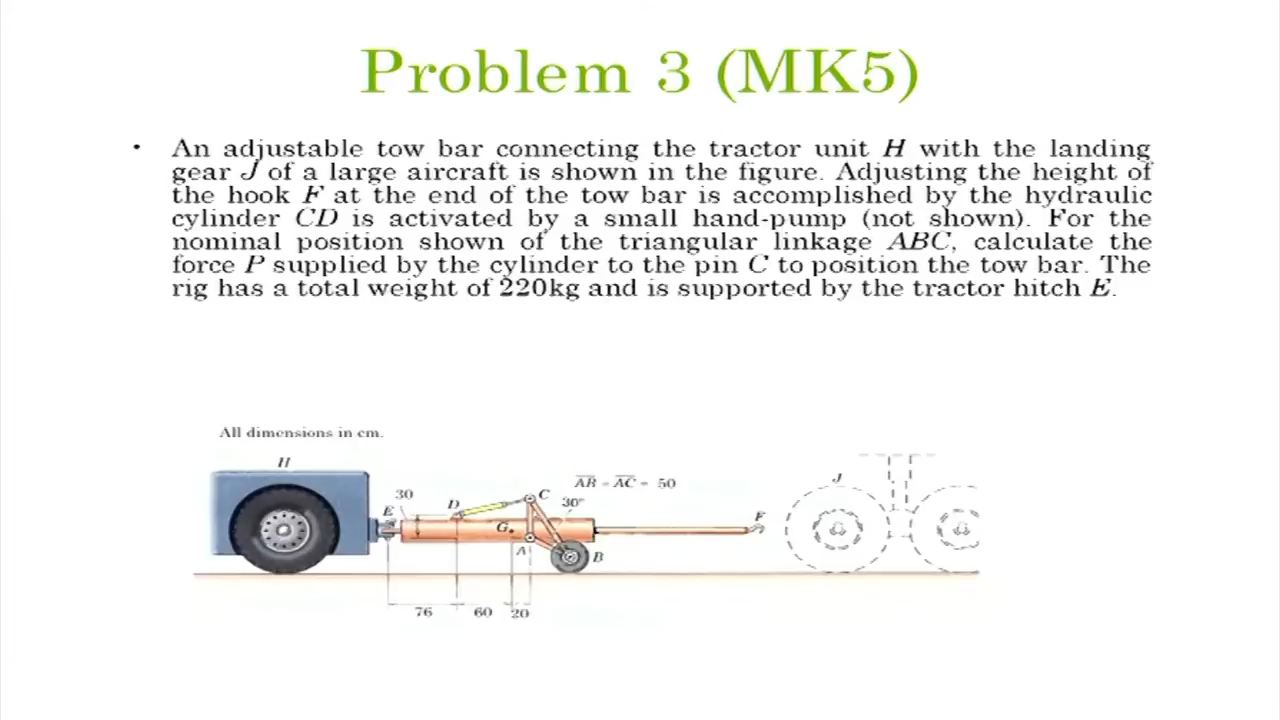 Problem 3 (MK5)
• An adjustable tow bar connecting the tractor unit H with the landing
gear J of a large aircraft is shown in the figure. Adjusting the height of
the hook F at the end of the tow bar is accomplished by the hydraulic
cylinder CD is activated by a small hand-pump (not shown). For the
nominal position shown of the triangular linkage ABC, calculate the
force P supplied by the cylinder to the pin C to position the tow bar. The
rig has a total weight of 220kg and is supported by the tractor hitch E.
All dimensions in cm.
H
J
AB = AC = 50
30
D
C
30°
E
G
F
A
B
76
60
20